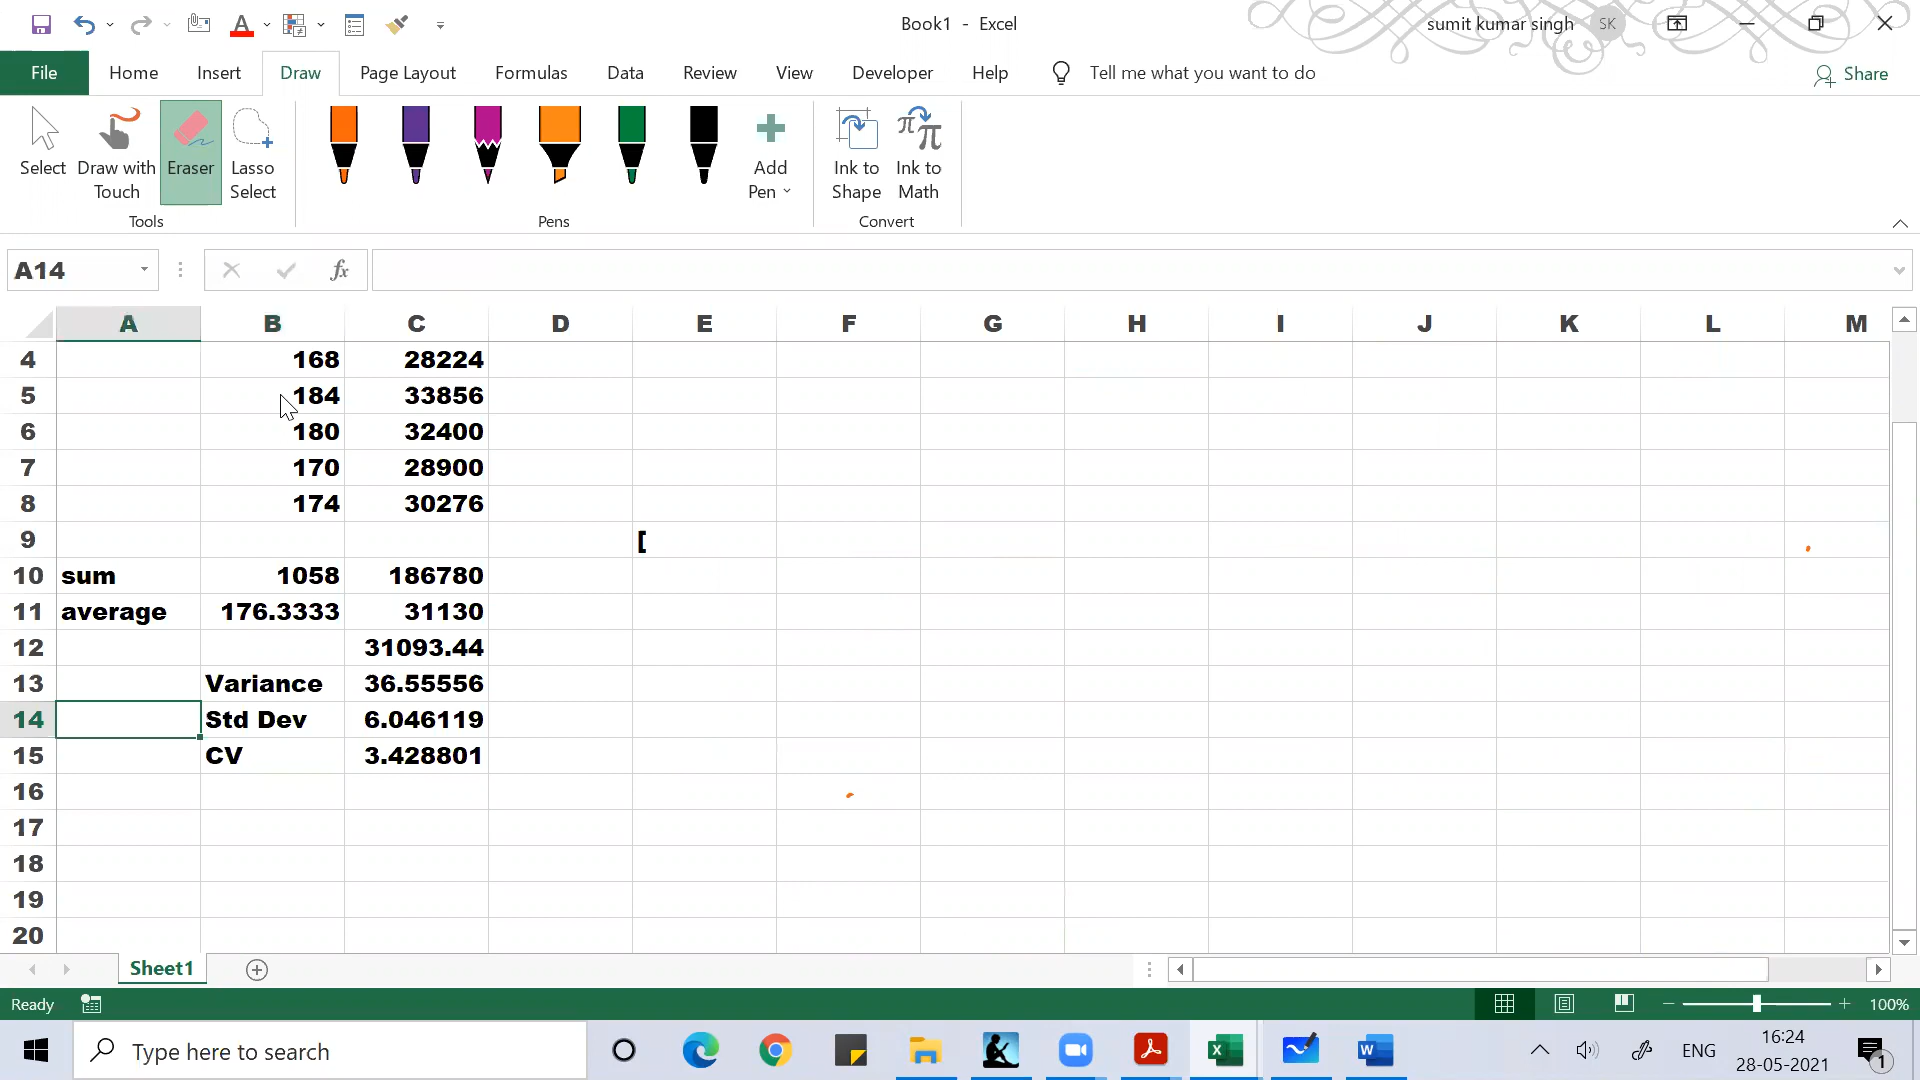 Book1 - Excel
sumit kumar singh SK
File Home Insert Draw Page Layout Formulas Data Review View Developer Help Tell me what you want to do Share
Select Draw with Touch Eraser Lasso Select
Add Pen
Ink to Shape Ink to Math
Tools Pens Convert
A14 fx
A B C D E F G H I J K L M
4 168 28224
5 184 33856
6 180 32400
7 170 28900
8 174 30276
9 [
10 sum 1058 186780
11 average 176.3333 31130
12 31093.44
13 Variance 36.55556
14 Std Dev 6.046119
15 CV 3.428801
16
17
18
19
20
Sheet1
Ready 100%
Type here to search
ENG 16:24
28-05-2021 1